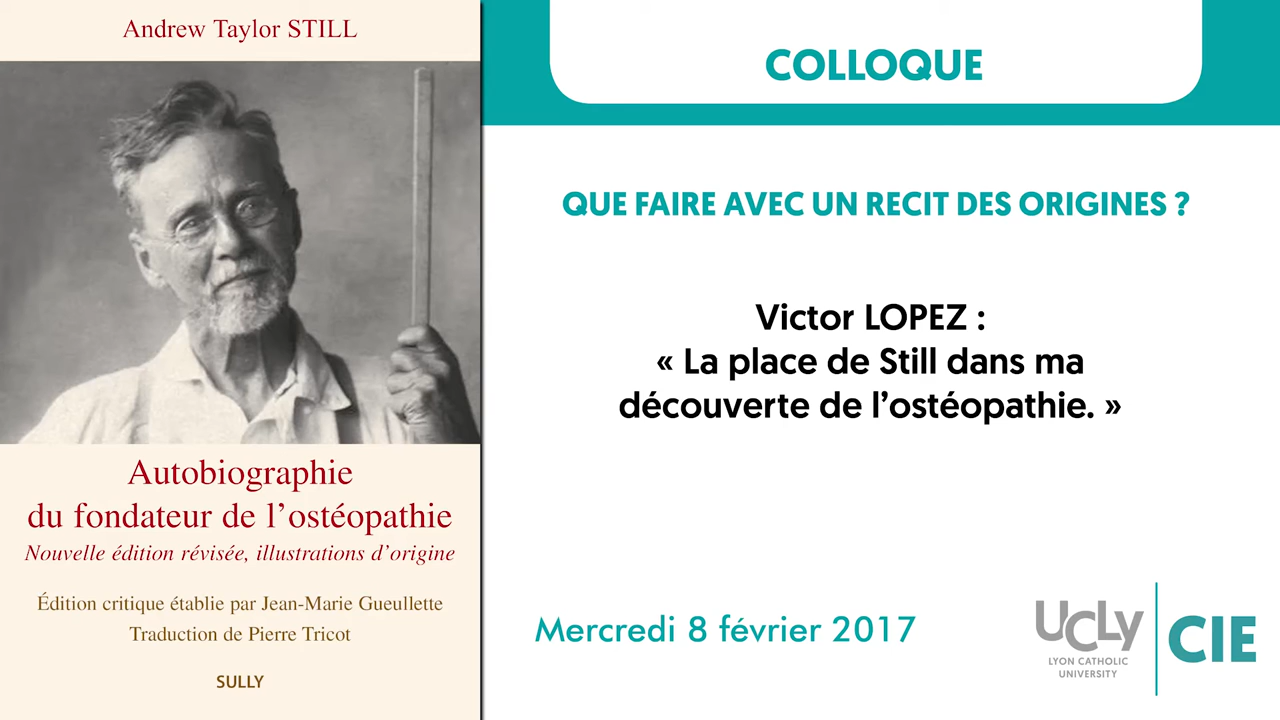 Andrew Taylor STILL
Autobiographie
du fondateur de l’ostéopathie
Nouvelle édition révisée, illustrations d’origine
Édition critique établie par Jean-Marie Gueullette
Traduction de Pierre Tricot
SULLY
COLLOQUE
QUE FAIRE AVEC UN RECIT DES ORIGINES ?
Victor LOPEZ :
« La place de Still dans ma
découverte de l’ostéopathie. »
Mercredi 8 février 2017
UCLy
LYON CATHOLIC
UNIVERSITY
CIE